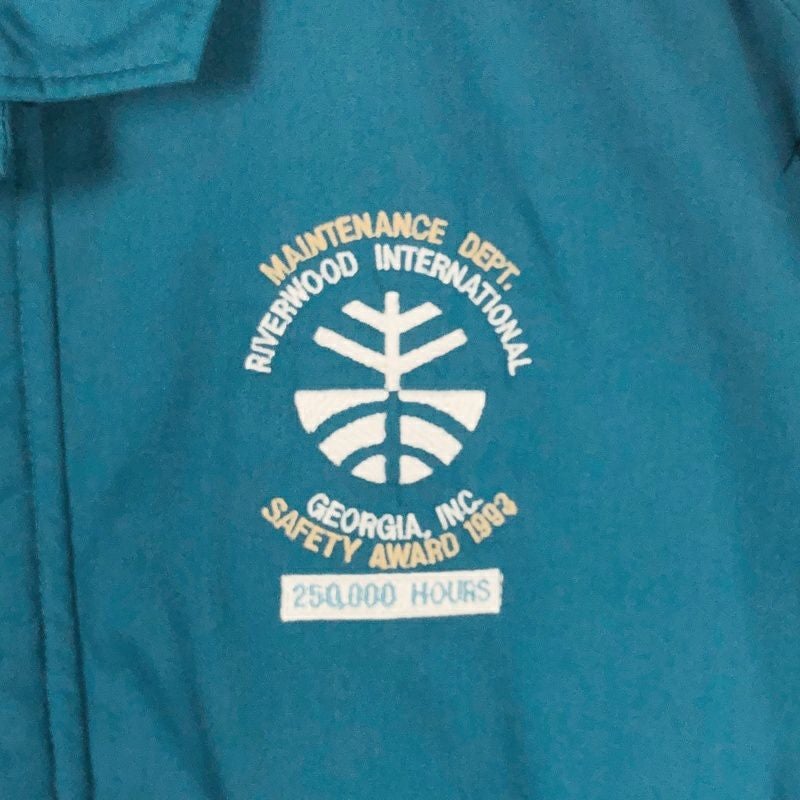 MAINTENANCE DEPT.
RIVERWOOD INTERNATIONAL
GEORGIA, INC.
SAFETY AWARD 1993
250,000 HOURS